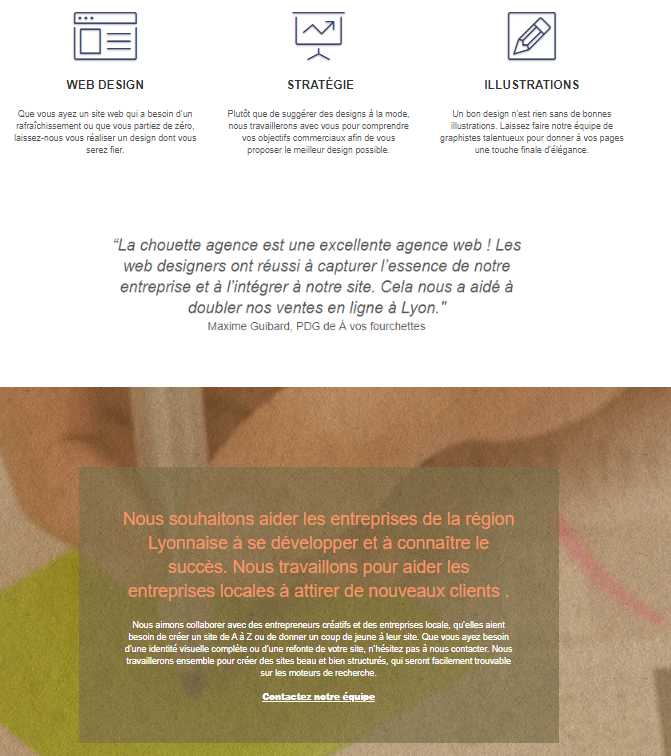 WEB DESIGN
Que vous ayez un site web qui a besoin d'un
rafraîchissement ou que vous partiez de zéro,
laissez-nous vous réaliser un design dont vous
serez fier.
STRATÉGIE
Plutôt que de suggérer des designs à la mode,
nous travaillerons avec vous pour comprendre
vos objectifs commerciaux afin de vous
proposer le meilleur design possible.
ILLUSTRATIONS
Un bon design n'est rien sans de bonnes
illustrations. Laissez faire notre équipe de
graphistes talentueux pour donner à vos pages
une touche finale d'élégance.
“La chouette agence est une excellente agence web ! Les
web designers ont réussi à capturer l’essence de notre
entreprise et à l’intégrer à notre site. Cela nous a aidé à
doubler nos ventes en ligne à Lyon."
Maxime Guibard, PDG de À vos fourchettes
Nous souhaitons aider les entreprises de la région
Lyonnaise à se développer et à connaître le
succès. Nous travaillons pour aider les
entreprises locales à attirer de nouveaux clients .
Nous aimons collaborer avec des entrepreneurs créatifs et des entreprises locale, qu'elles aient
besoin de créer un site de A à Z ou de donner un coup de jeune à leur site. Que vous ayez besoin
d'une identité visuelle complète ou d'une refonte de votre site, n'hésitez pas à nous contacter. Nous
travaillerons ensemble pour créer des sites beau et bien structurés, qui seront facilement trouvable
sur les moteurs de recherche.
Contactez notre équipe